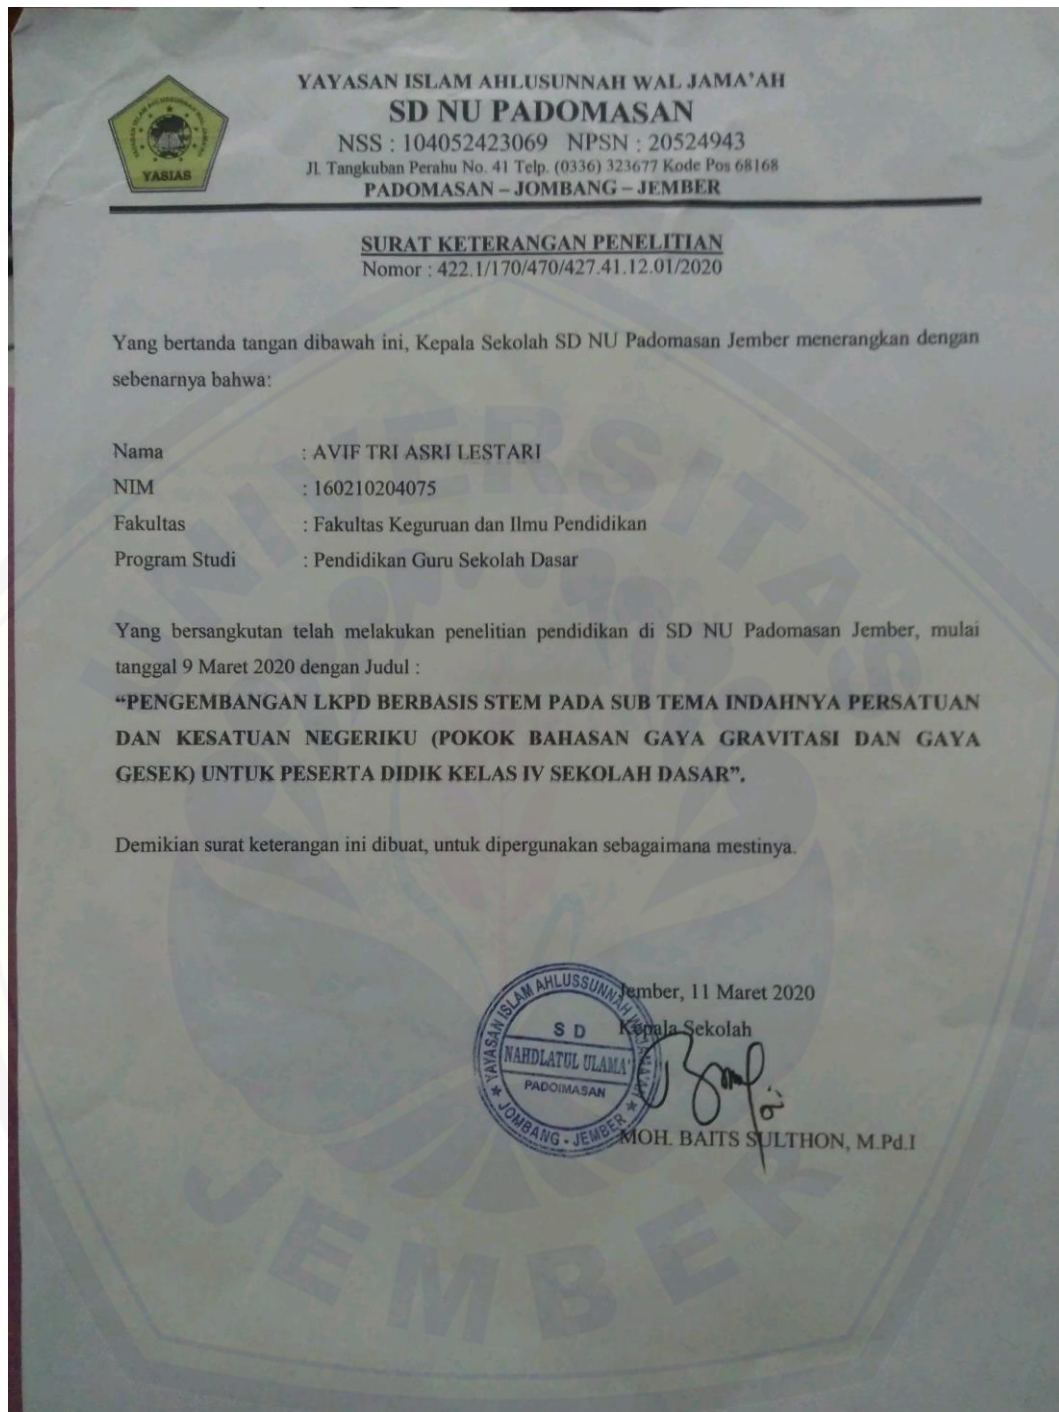 YAYASAN ISLAM AHLUSUNNAH WAL JAMA'AH
SD NU PADOMASAN
NSS : 104052423069 NPSN : 20524943
Jl. Tangkuban Perahu No. 41 Telp. (0336) 323677 Kode Pos 68168
PADOMASAN – JOMBANG – JEMBER
YASIAS
SURAT KETERANGAN PENELITIAN
Nomor : 422.1/170/470/427.41.12.01/2020
Yang bertanda tangan dibawah ini, Kepala Sekolah SD NU Padomasan Jember menerangkan dengan
sebenarnya bahwa:
Nama : AVIF TRI ASRI LESTARI
NIM : 160210204075
Fakultas : Fakultas Keguruan dan Ilmu Pendidikan
Program Studi : Pendidikan Guru Sekolah Dasar
Yang bersangkutan telah melakukan penelitian pendidikan di SD NU Padomasan Jember, mulai
tanggal 9 Maret 2020 dengan Judul :
“PENGEMBANGAN LKPD BERBASIS STEM PADA SUB TEMA INDAHNYA PERSATUAN
DAN KESATUAN NEGERIKU (POKOK BAHASAN GAYA GRAVITASI DAN GAYA
GESEK) UNTUK PESERTA DIDIK KELAS IV SEKOLAH DASAR”.
Demikian surat keterangan ini dibuat, untuk dipergunakan sebagaimana mestinya.
Jember, 11 Maret 2020
Kepala Sekolah
YAYASAN ISLAM AHLUSSUNNAH WAL JAMA'AH
SD
NAHDLATUL ULAMA'
PADOIMASAN
JOMBANG - JEMBER
MOH. BAITS SULTHON, M.Pd.I
UNIVERSITAS
JEMBER